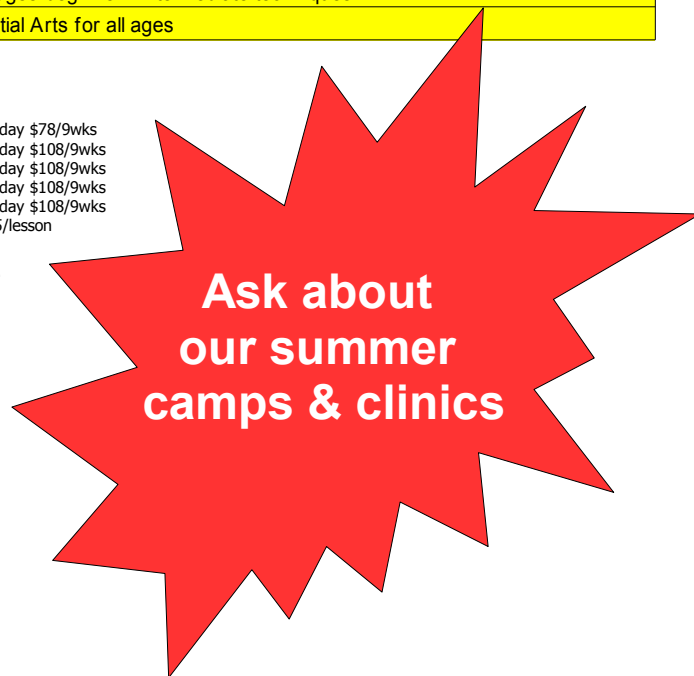 tial Arts for all ages
day $78/9wks
day $108/9wks
day $108/9wks
day $108/9wks
day $108/9wks
/lesson
Ask about
our summer
camps & clinics